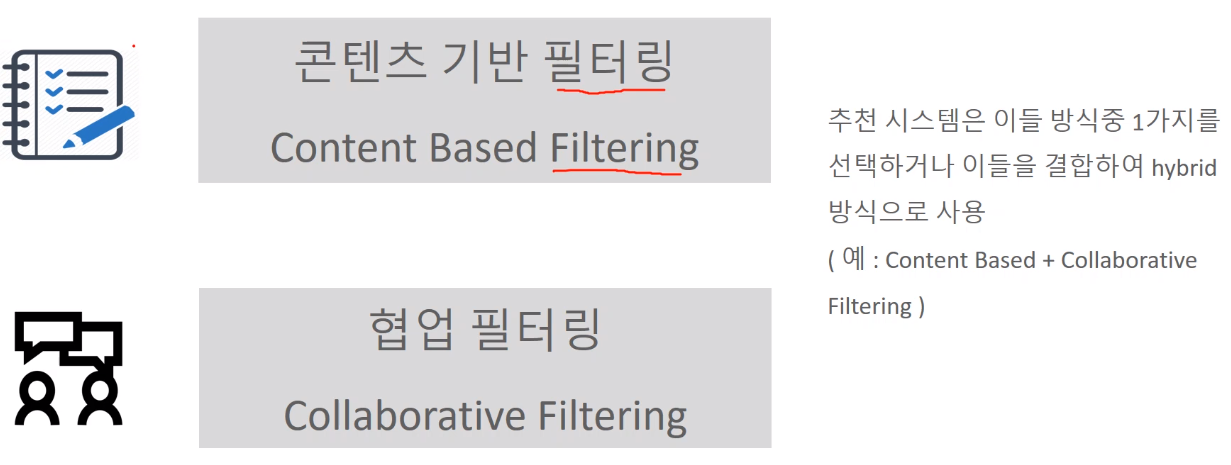 콘텐츠 기반 필터링
Content Based Filtering
추천 시스템은 이들 방식중 1가지를
선택하거나 이들을 결합하여 hybrid
방식으로 사용
( 예 : Content Based + Collaborative
Filtering )
협업 필터링
Collaborative Filtering